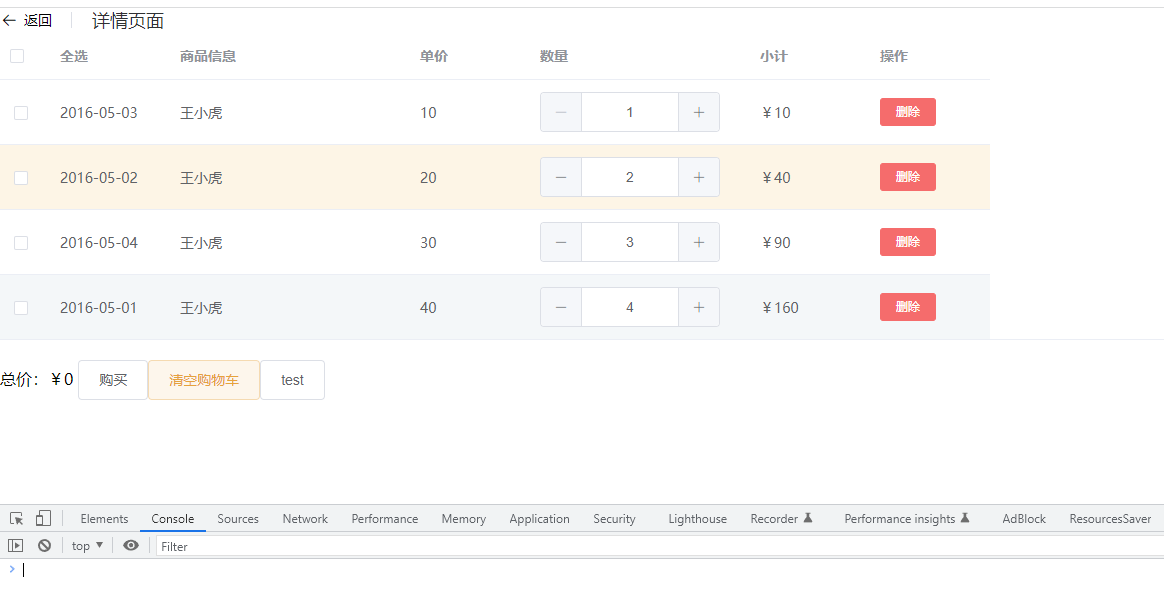 返回 详情页面
全选 商品信息 单价 数量 小计 操作
2016-05-03 王小虎 10 1 ￥10 删除
2016-05-02 王小虎 20 2 ￥40 删除
2016-05-04 王小虎 30 3 ￥90 删除
2016-05-01 王小虎 40 4 ￥160 删除
总价：￥0 购买 清空购物车 test
Elements Console Sources Network Performance Memory Application Security Lighthouse Recorder Performance insights AdBlock ResourcesSaver
top Filter